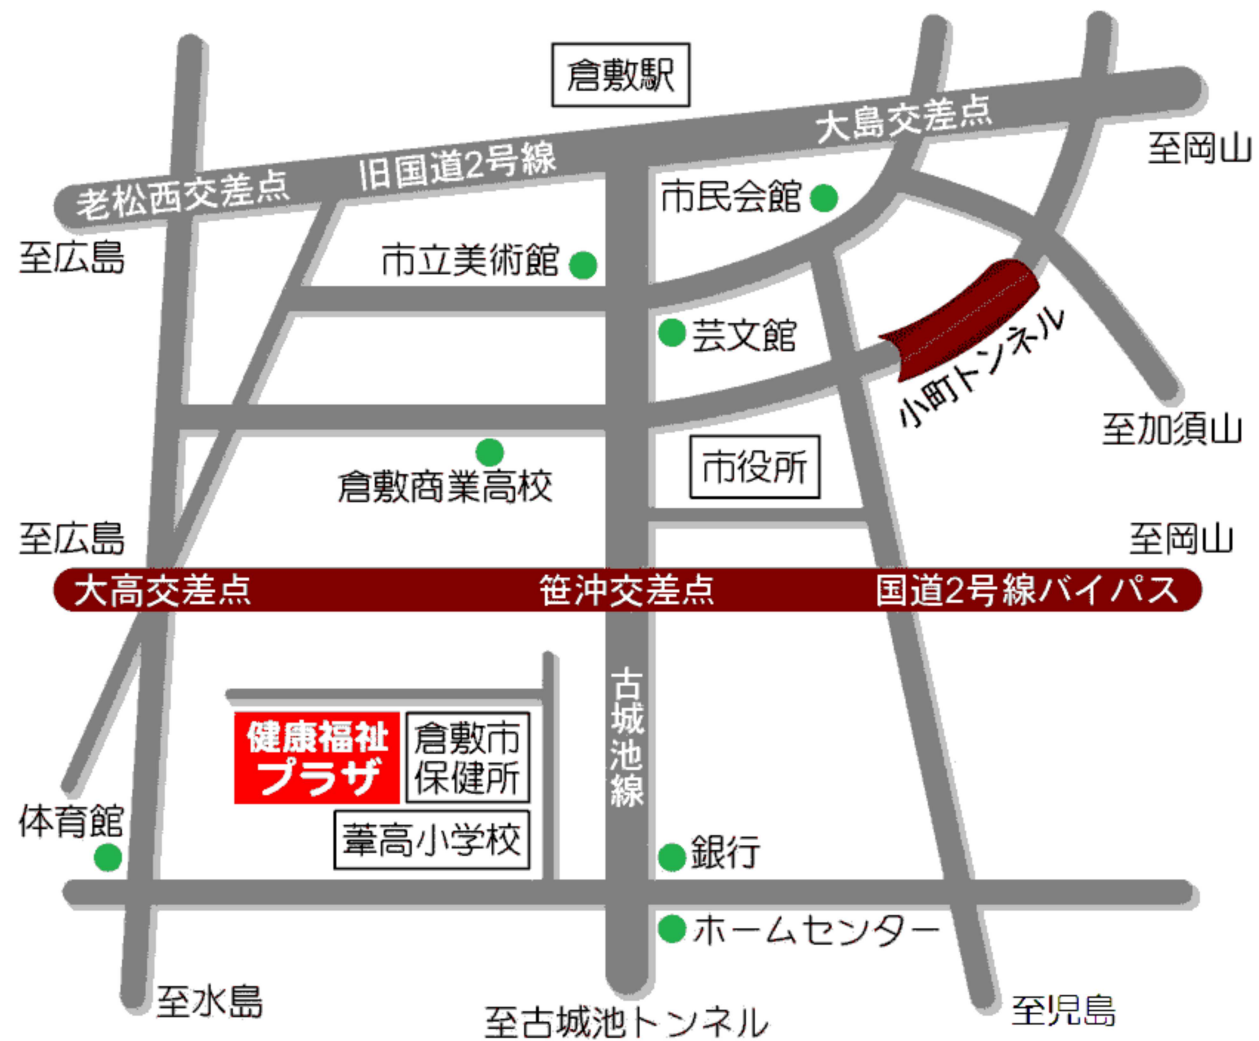 倉敷駅
大島交差点
旧国道2号線
老松西交差点
至岡山
至広島
市民会館
市立美術館
芸文館
小町トンネル
至加須山
倉敷商業高校
市役所
至広島
至岡山
大高交差点
笹沖交差点
国道2号線バイパス
古城池線
健康福祉
プラザ
倉敷市
保健所
葦高小学校
体育館
銀行
ホームセンター
至水島
至古城池トンネル
至児島